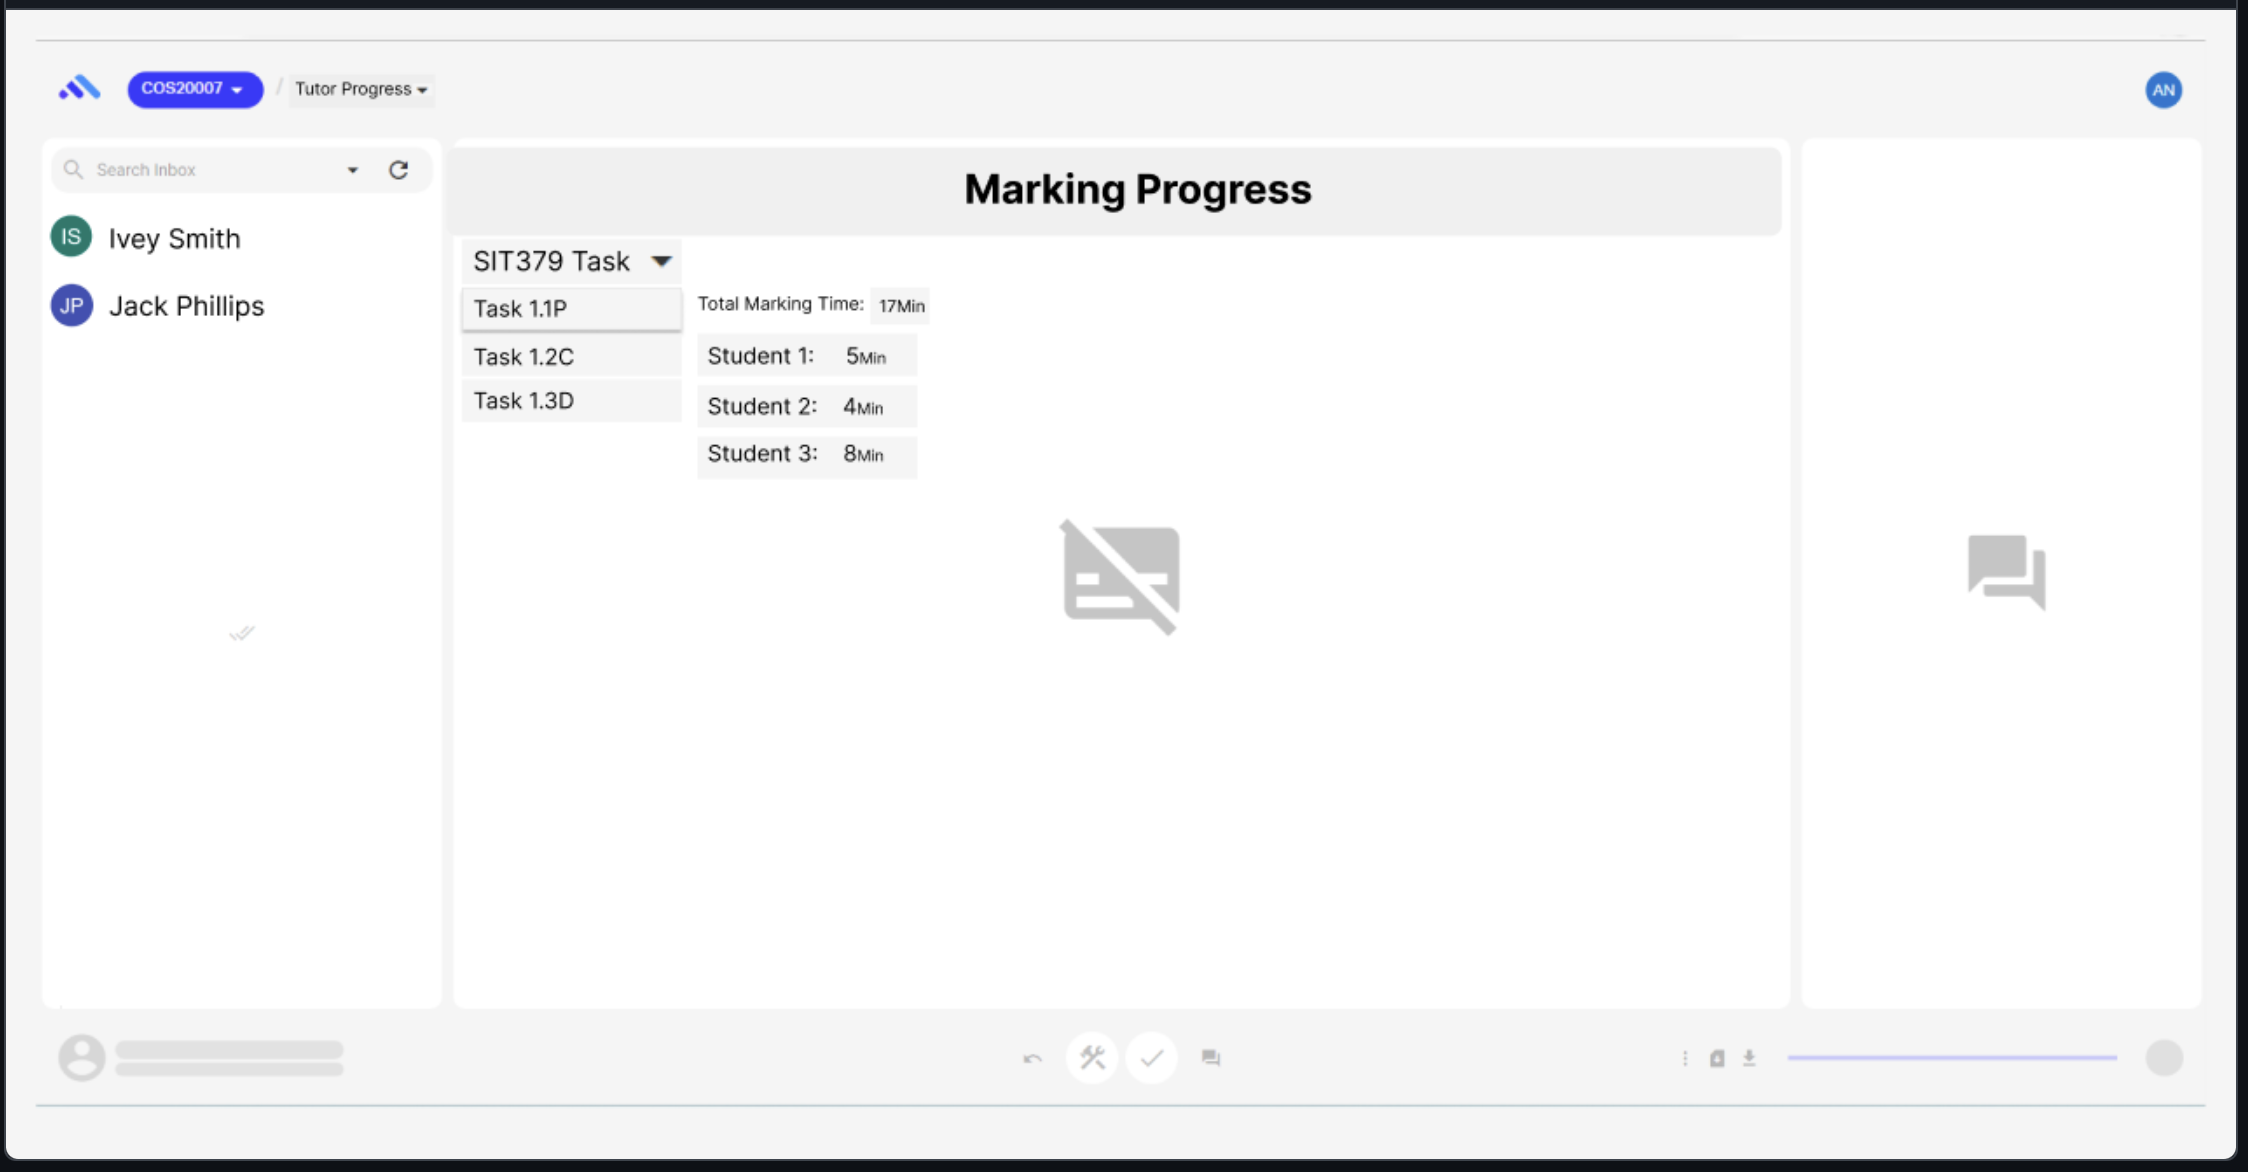 COS20007 / Tutor Progress
AN
Search Inbox
IS Ivey Smith
JP Jack Phillips
Marking Progress
SIT379 Task
Task 1.1P
Task 1.2C
Task 1.3D
Total Marking Time: 17Min
Student 1: 5Min
Student 2: 4Min
Student 3: 8Min